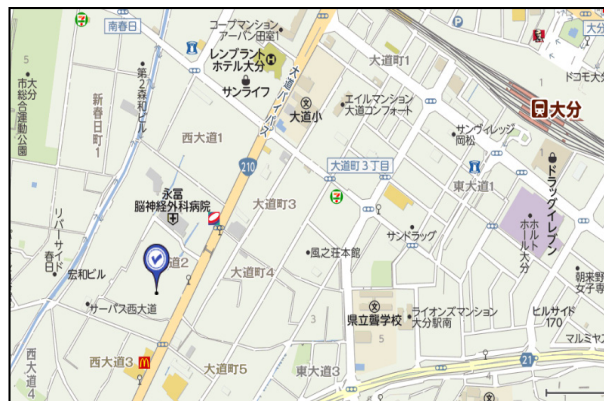 コープマンション
アーバン田室1
南春日
レンブラント
ホテル大分
サンライフ
大道町1
大分
ドコモ大分
大分
市総合運動公園
第2森和ビル
新春日町1
大道バイパス
大道小
エイルマンション
大道コンフォート
西大道1
210
大道町3丁目
サンヴィレッジ
岡松
東大道1
ドラッグイレブン
永冨
脳神経外科病院
大道町3
リバーサイド
春日
宏和ビル
道2
大道町4
風之荘本館
サンドラッグ
ホルト
ホール大分
朝来野
女子専
サーパス西大道
3
県立聾学校
5
ライオンズマンション
大分駅南
ヒルサイド
170
マルミヤ
西大道3
西大道4
大道町5
東大道3
21